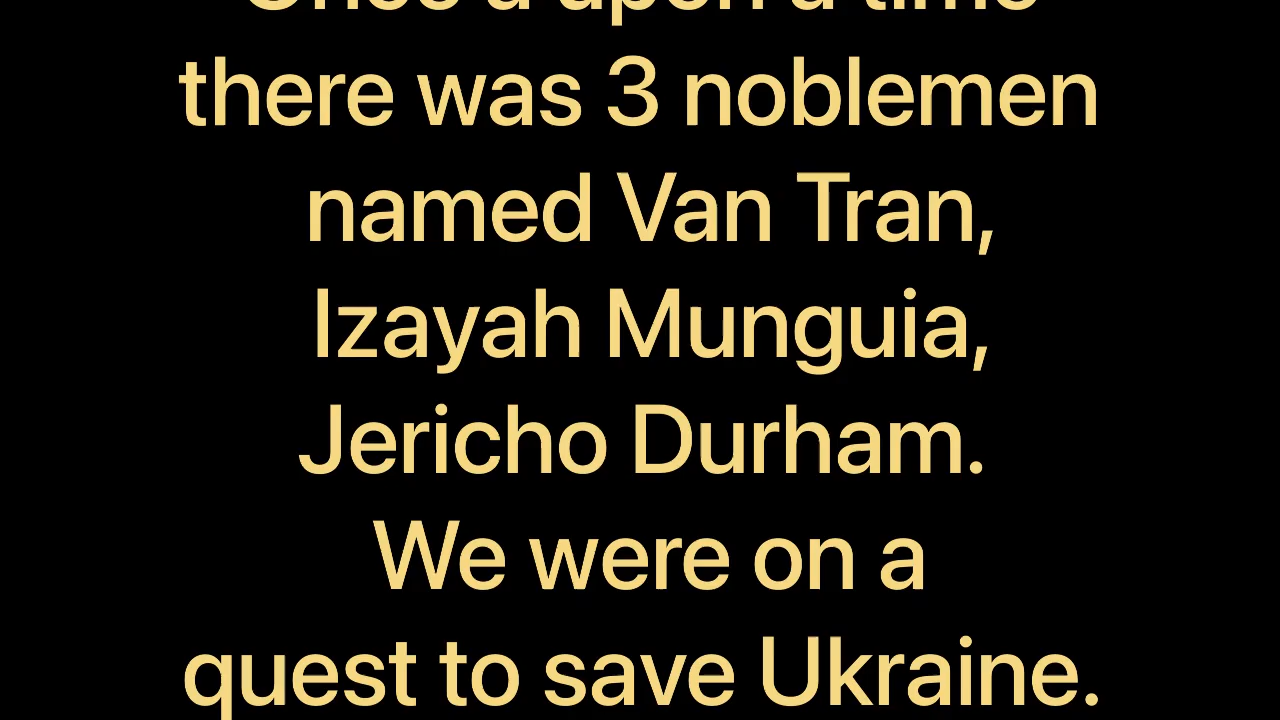 Once a upon a time
there was 3 noblemen
named Van Tran,
Izayah Munguia,
Jericho Durham.
We were on a
quest to save Ukraine.